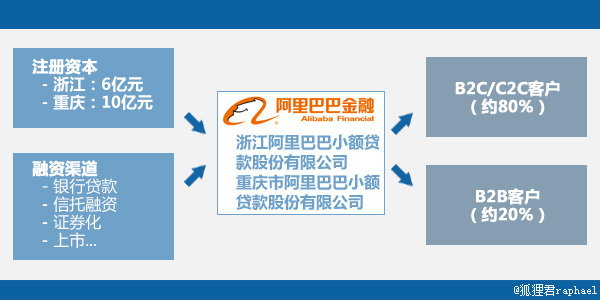 注册资本
- 浙江：6亿元
- 重庆：10亿元
融资渠道
- 银行贷款
- 信托融资
- 证券化
- 上市...
阿里巴巴金融
Alibaba Financial
浙江阿里巴巴小额贷
款股份有限公司
重庆市阿里巴巴小额
贷款股份有限公司
B2C/C2C客户
（约80%）
B2B客户
（约20%）
@狐狸君raphael